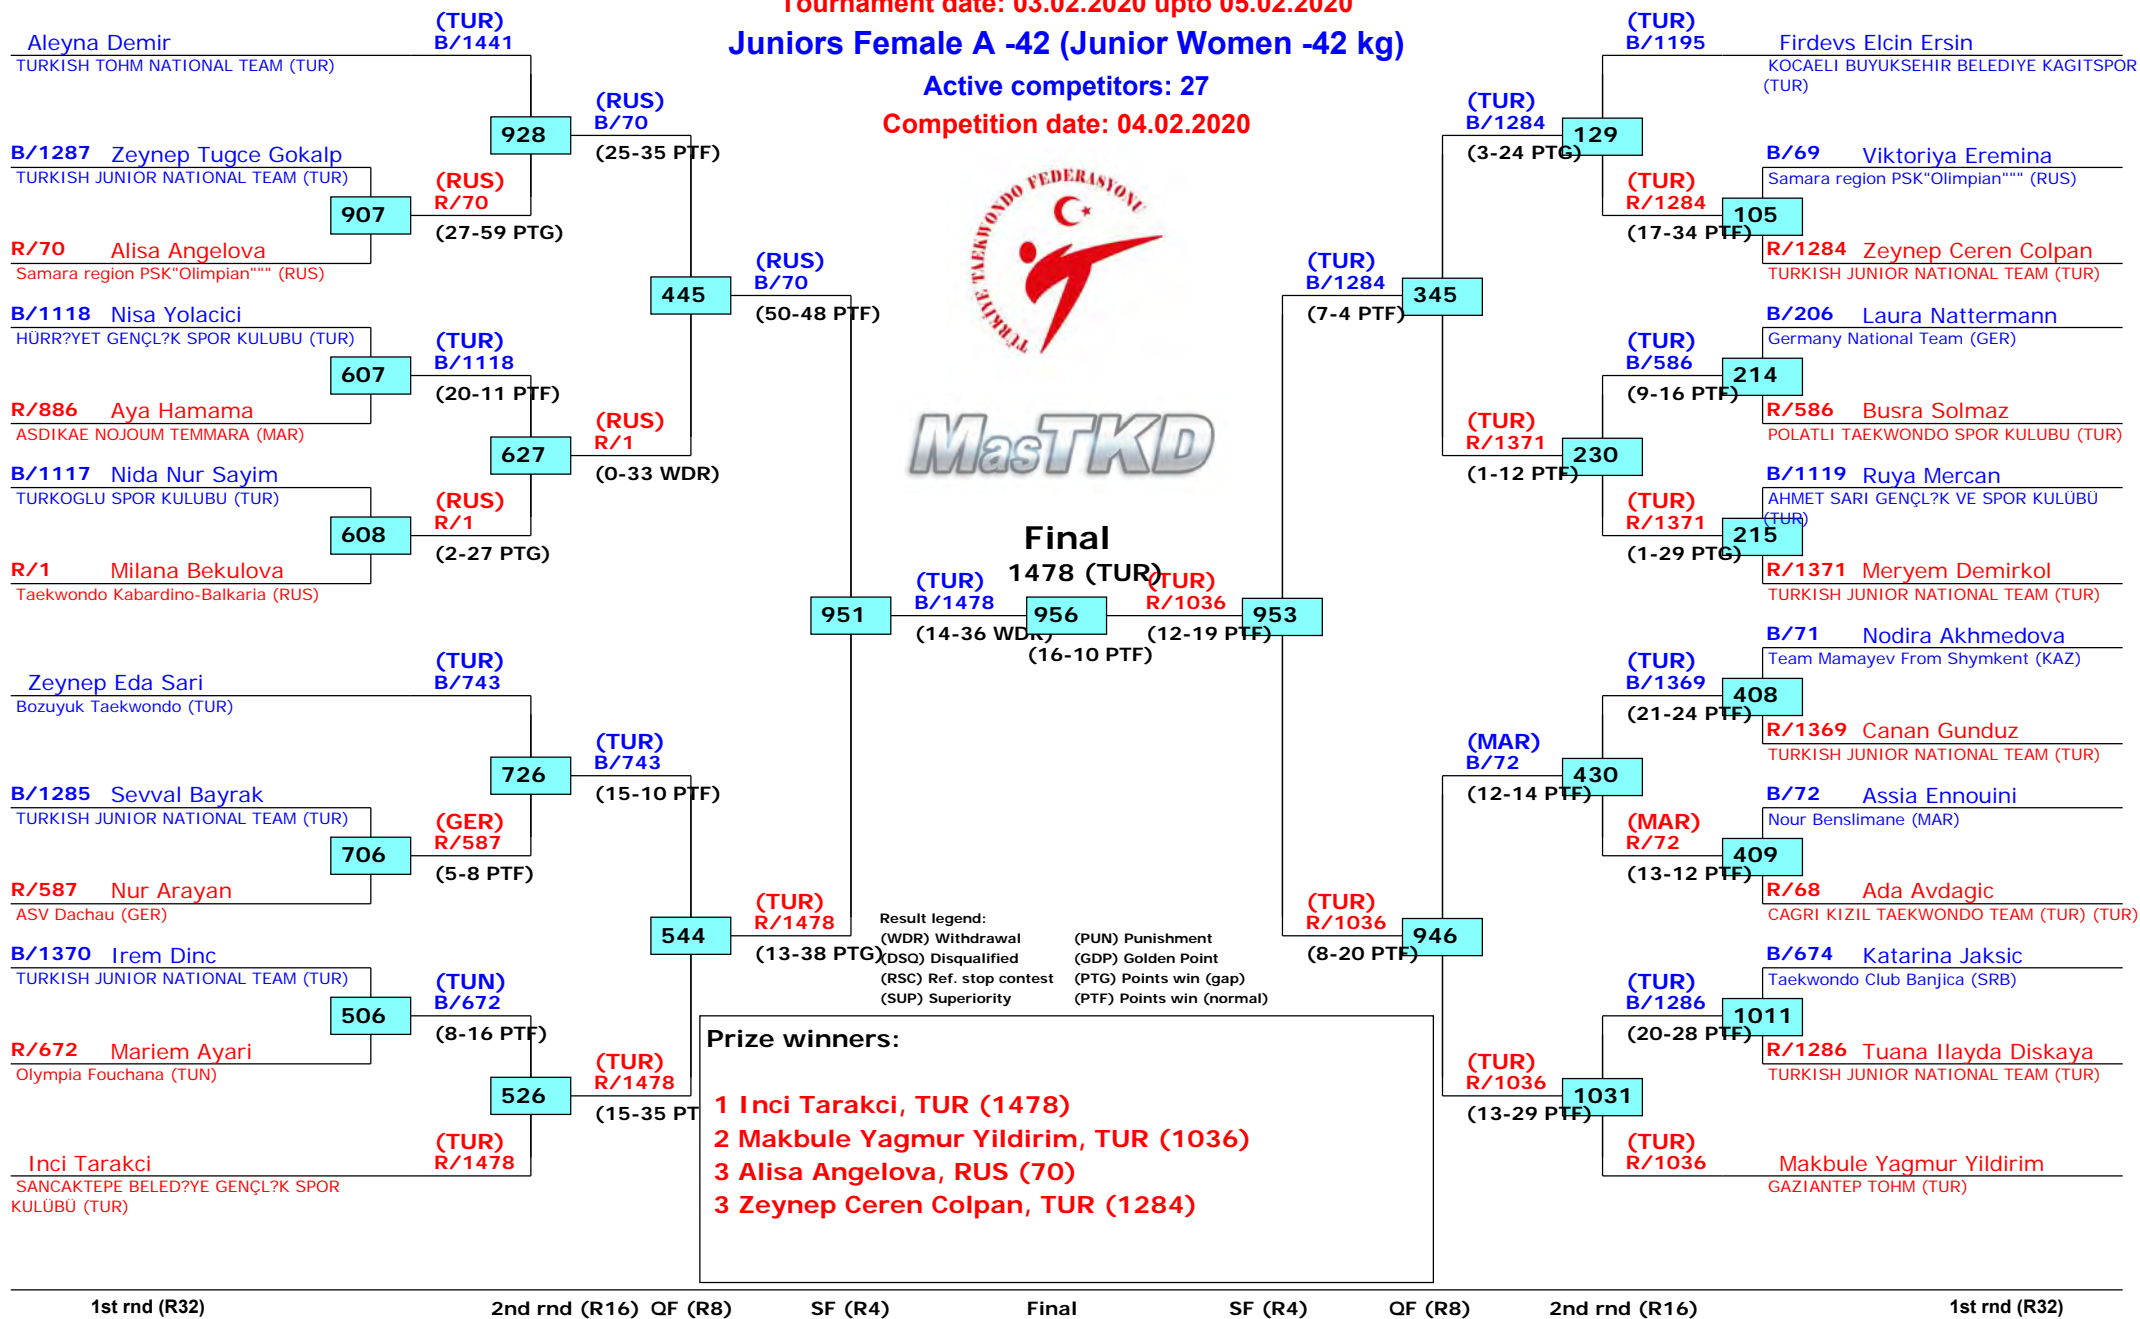 Tournament date: 03.02.2020 upto 05.02.2020
Juniors Female A -42 (Junior Women -42 kg)
Active competitors: 27
Competition date: 04.02.2020
TÜRKİYE TAEKWONDO FEDERASYONU
MasTKD
Aleyna Demir
TURKISH TOHM NATIONAL TEAM (TUR)
(TUR)
B/1441
B/1287 Zeynep Tugce Gokalp
TURKISH JUNIOR NATIONAL TEAM (TUR)
907
R/70 Alisa Angelova
Samara region PSK"Olimpian""" (RUS)
(RUS)
R/70
(27-59 PTG)
928
(RUS)
B/70
(25-35 PTF)
B/1118 Nisa Yolacici
HÜRR?YET GENÇL?K SPOR KULUBU (TUR)
607
R/886 Aya Hamama
ASDIKAE NOJOUM TEMMARA (MAR)
(TUR)
B/1118
(20-11 PTF)
B/1117 Nida Nur Sayim
TURKOGLU SPOR KULUBU (TUR)
608
R/1 Milana Bekulova
Taekwondo Kabardino-Balkaria (RUS)
(RUS)
R/1
(2-27 PTG)
627
(RUS)
R/1
(0-33 WDR)
445
(RUS)
B/70
(50-48 PTF)
Zeynep Eda Sari
Bozuyuk Taekwondo (TUR)
(TUR)
B/743
B/1285 Sevval Bayrak
TURKISH JUNIOR NATIONAL TEAM (TUR)
706
R/587 Nur Arayan
ASV Dachau (GER)
(GER)
R/587
(5-8 PTF)
726
(TUR)
B/743
(15-10 PTF)
B/1370 Irem Dinc
TURKISH JUNIOR NATIONAL TEAM (TUR)
506
R/672 Mariem Ayari
Olympia Fouchana (TUN)
(TUN)
B/672
(8-16 PTF)
526
Inci Tarakci
SANCAKTEPE BELED?YE GENÇL?K SPOR
KULÜBÜ (TUR)
(TUR)
R/1478
(TUR)
R/1478
(15-35 PT
544
(TUR)
R/1478
(13-38 PTG)
951
(TUR)
B/1478
(14-36 WDR)
Final
1478 (TUR)
956
(16-10 PTF)
(TUR)
R/1036
(12-19 PTF)
953
(TUR)
B/1284
(7-4 PTF)
345
(TUR)
B/1284
(3-24 PTG)
129
(TUR)
B/1195
Firdevs Elcin Ersin
KOCAELI BUYUKSEHIR BELEDIYE KAGITSPOR
(TUR)
(TUR)
R/1284
(17-34 PTF)
105
B/69 Viktoriya Eremina
Samara region PSK"Olimpian""" (RUS)
R/1284 Zeynep Ceren Colpan
TURKISH JUNIOR NATIONAL TEAM (TUR)
(TUR)
R/1371
(1-12 PTF)
230
(TUR)
B/586
(9-16 PTF)
214
B/206 Laura Nattermann
Germany National Team (GER)
R/586 Busra Solmaz
POLATLI TAEKWONDO SPOR KULUBU (TUR)
(TUR)
R/1371
(1-29 PTG)
215
B/1119 Ruya Mercan
AHMET SARI GENÇL?K VE SPOR KULÜBÜ
(TUR)
R/1371 Meryem Demirkol
TURKISH JUNIOR NATIONAL TEAM (TUR)
(TUR)
R/1036
(8-20 PTF)
946
(MAR)
B/72
(12-14 PTF)
430
(TUR)
B/1369
(21-24 PTF)
408
B/71 Nodira Akhmedova
Team Mamayev From Shymkent (KAZ)
R/1369 Canan Gunduz
TURKISH JUNIOR NATIONAL TEAM (TUR)
(MAR)
R/72
(13-12 PTF)
409
B/72 Assia Ennouini
Nour Benslimane (MAR)
R/68 Ada Avdagic
CAGRI KIZIL TAEKWONDO TEAM (TUR) (TUR)
(TUR)
R/1036
(13-29 PTF)
1031
(TUR)
B/1286
(20-28 PTF)
1011
B/674 Katarina Jaksic
Taekwondo Club Banjica (SRB)
R/1286 Tuana Ilayda Diskaya
TURKISH JUNIOR NATIONAL TEAM (TUR)
(TUR)
R/1036
Makbule Yagmur Yildirim
GAZIANTEP TOHM (TUR)
Result legend:
(WDR) Withdrawal (PUN) Punishment
(DSQ) Disqualified (GDP) Golden Point
(RSC) Ref. stop contest (PTG) Points win (gap)
(SUP) Superiority (PTF) Points win (normal)
Prize winners:
1 Inci Tarakci, TUR (1478)
2 Makbule Yagmur Yildirim, TUR (1036)
3 Alisa Angelova, RUS (70)
3 Zeynep Ceren Colpan, TUR (1284)
1st rnd (R32) 2nd rnd (R16) QF (R8) SF (R4) Final SF (R4) QF (R8) 2nd rnd (R16) 1st rnd (R32)